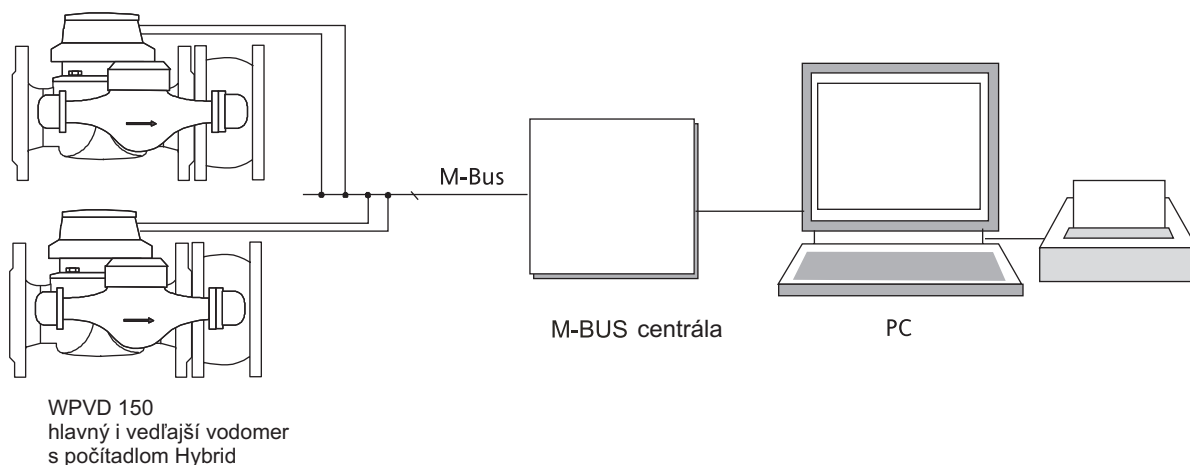 M-Bus
M-BUS centrála
PC
WPVD 150
hlavný i vedľajší vodomer
s počítadlom Hybrid